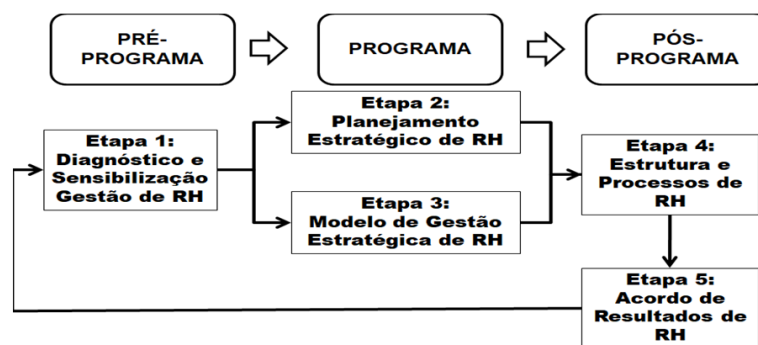 PRÉ-
PROGRAMA
PROGRAMA
PÓS-
PROGRAMA
Etapa 1:
Diagnóstico e
Sensibilização
Gestão de RH
Etapa 2:
Planejamento
Estratégico de RH
Etapa 3:
Modelo de Gestão
Estratégica de RH
Etapa 4:
Estrutura e
Processos de
RH
Etapa 5:
Acordo de
Resultados de
RH